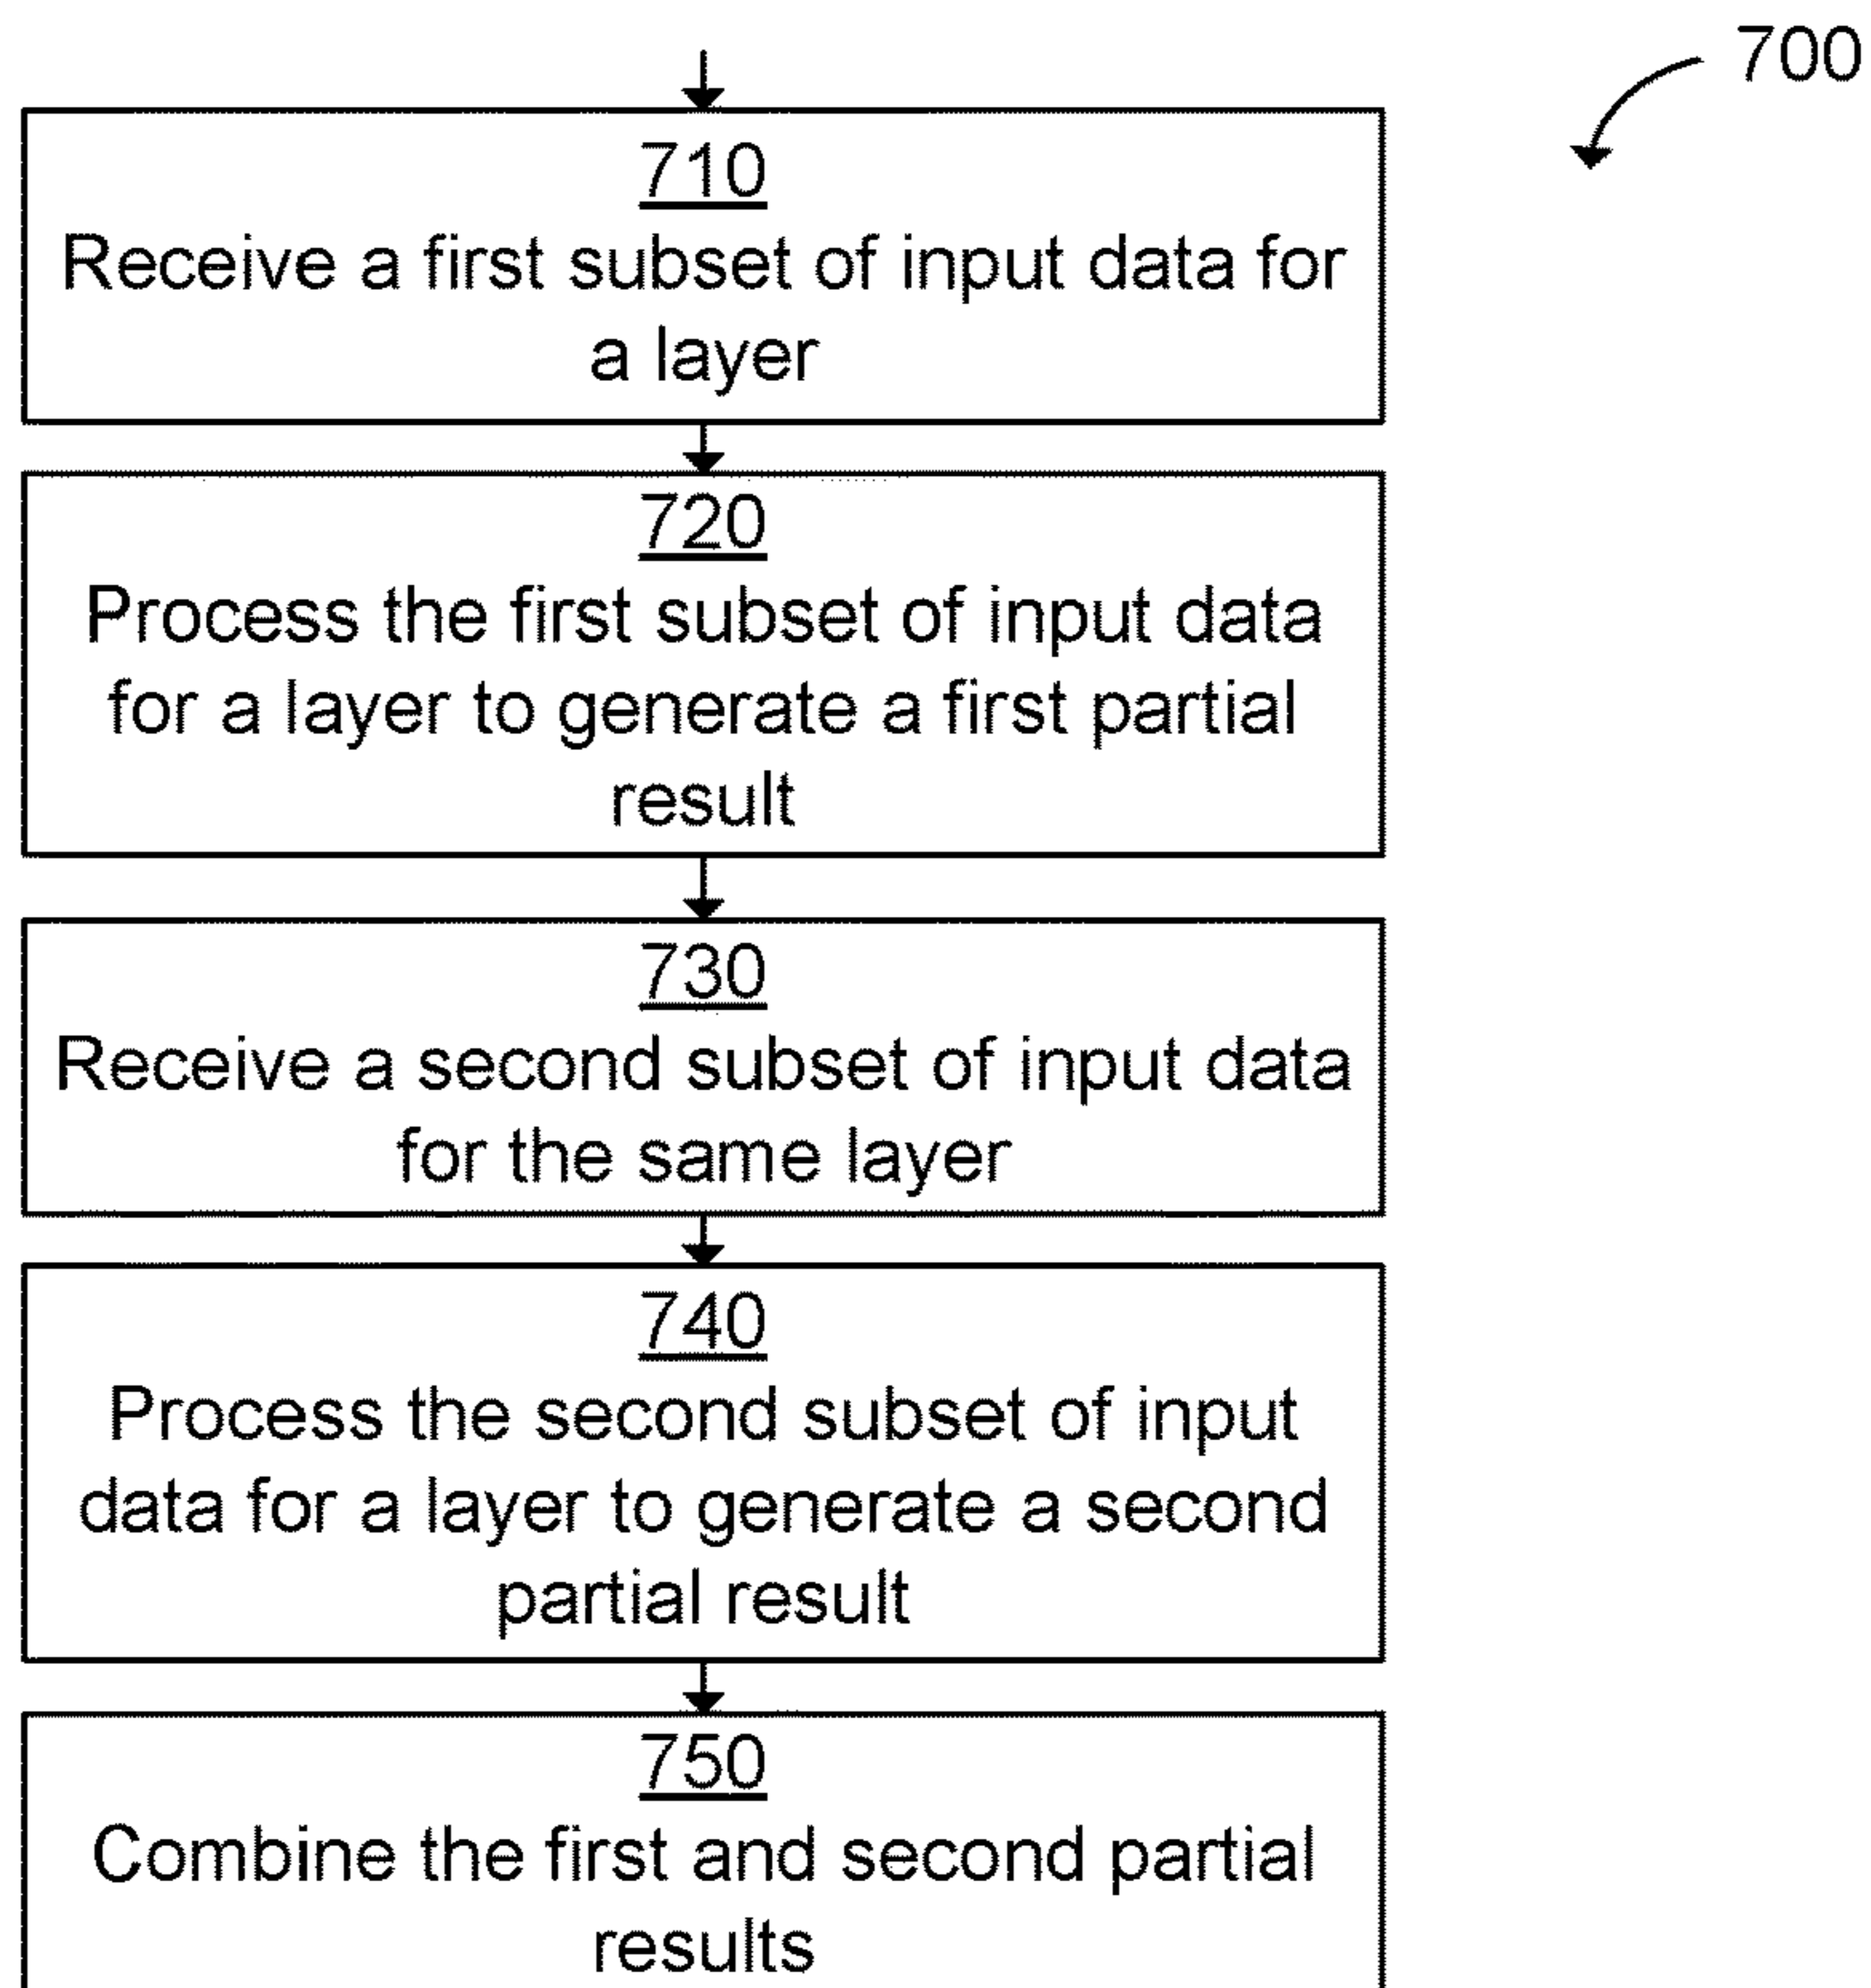 700
710
Receive a first subset of input data for
a layer
720
Process the first subset of input data
for a layer to generate a first partial
result
730
Receive a second subset of input data
for the same layer
740
Process the second subset of input
data for a layer to generate a second
partial result
750
Combine the first and second partial
results